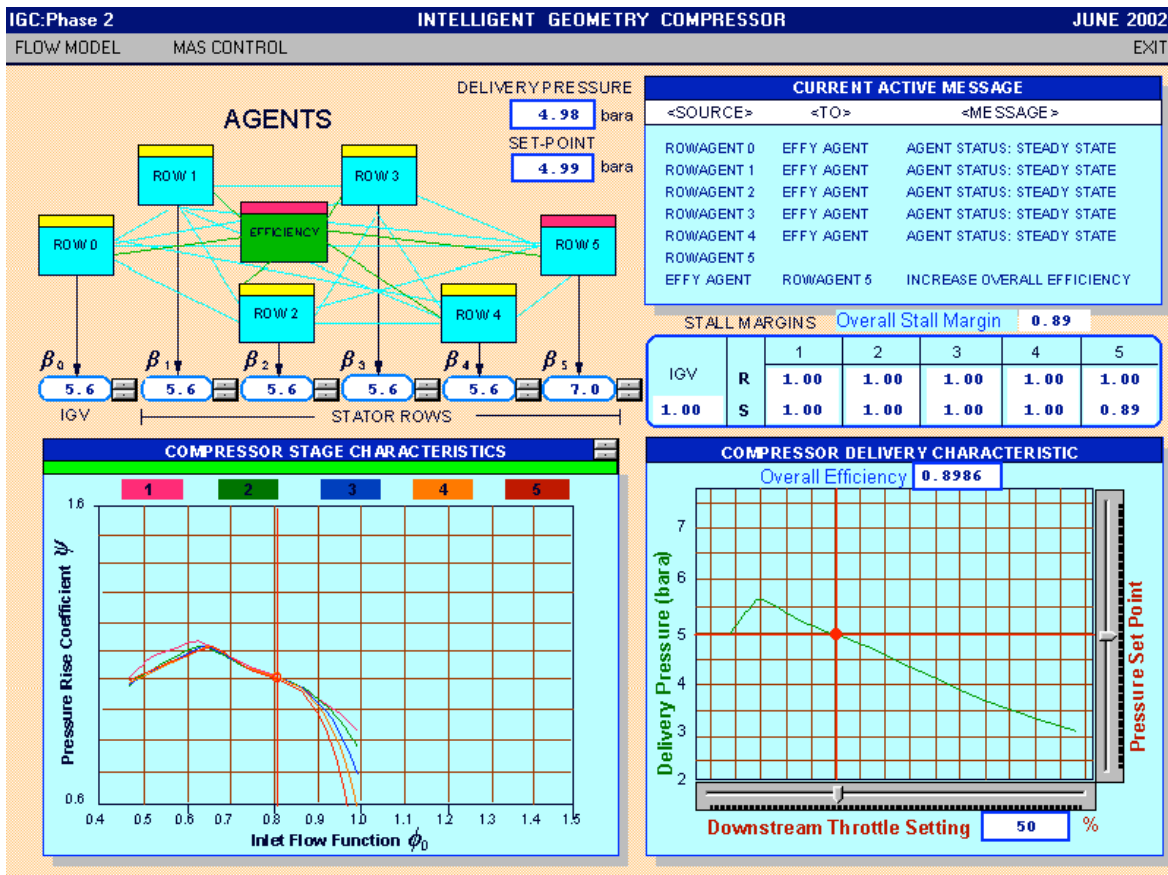 IGC:Phase 2 INTELLIGENT GEOMETRY COMPRESSOR JUNE 2002
FLOW MODEL MAS CONTROL EXIT
AGENTS
DELIVERY PRESSURE
4.98 bara
SET-POINT
4.99 bara
ROW 1
ROW 3
ROW 0
EFFICIENCY
ROW 5
ROW 2
ROW 4
β0 β1 β2 β3 β4 β5
5.6 5.6 5.6 5.6 5.6 7.0
IGV STATOR ROWS
CURRENT ACTIVE MESSAGE
<SOURCE> <TO> <MESSAGE>
ROWAGENT 0 EFFY AGENT AGENT STATUS: STEADY STATE
ROWAGENT 1 EFFY AGENT AGENT STATUS: STEADY STATE
ROWAGENT 2 EFFY AGENT AGENT STATUS: STEADY STATE
ROWAGENT 3 EFFY AGENT AGENT STATUS: STEADY STATE
ROWAGENT 4 EFFY AGENT AGENT STATUS: STEADY STATE
ROWAGENT 5
EFFY AGENT ROWAGENT 5 INCREASE OVERALL EFFICIENCY
STALL MARGINS Overall Stall Margin 0.89
1 2 3 4 5
IGV R 1.00 1.00 1.00 1.00 1.00
1.00 S 1.00 1.00 1.00 1.00 0.89
COMPRESSOR STAGE CHARACTERISTICS
1 2 3 4 5
1.6
Pressure Rise Coefficient ψ
0.6
0.4 0.5 0.6 0.7 0.8 0.9 1.0 1.1 1.2 1.3 1.4 1.5
Inlet Flow Function ϕ0
COMPRESSOR DELIVERY CHARACTERISTIC
Overall Efficiency 0.8986
7
6
5
4
3
2
Delivery Pressure (bara)
Pressure Set Point
Downstream Throttle Setting 50 %